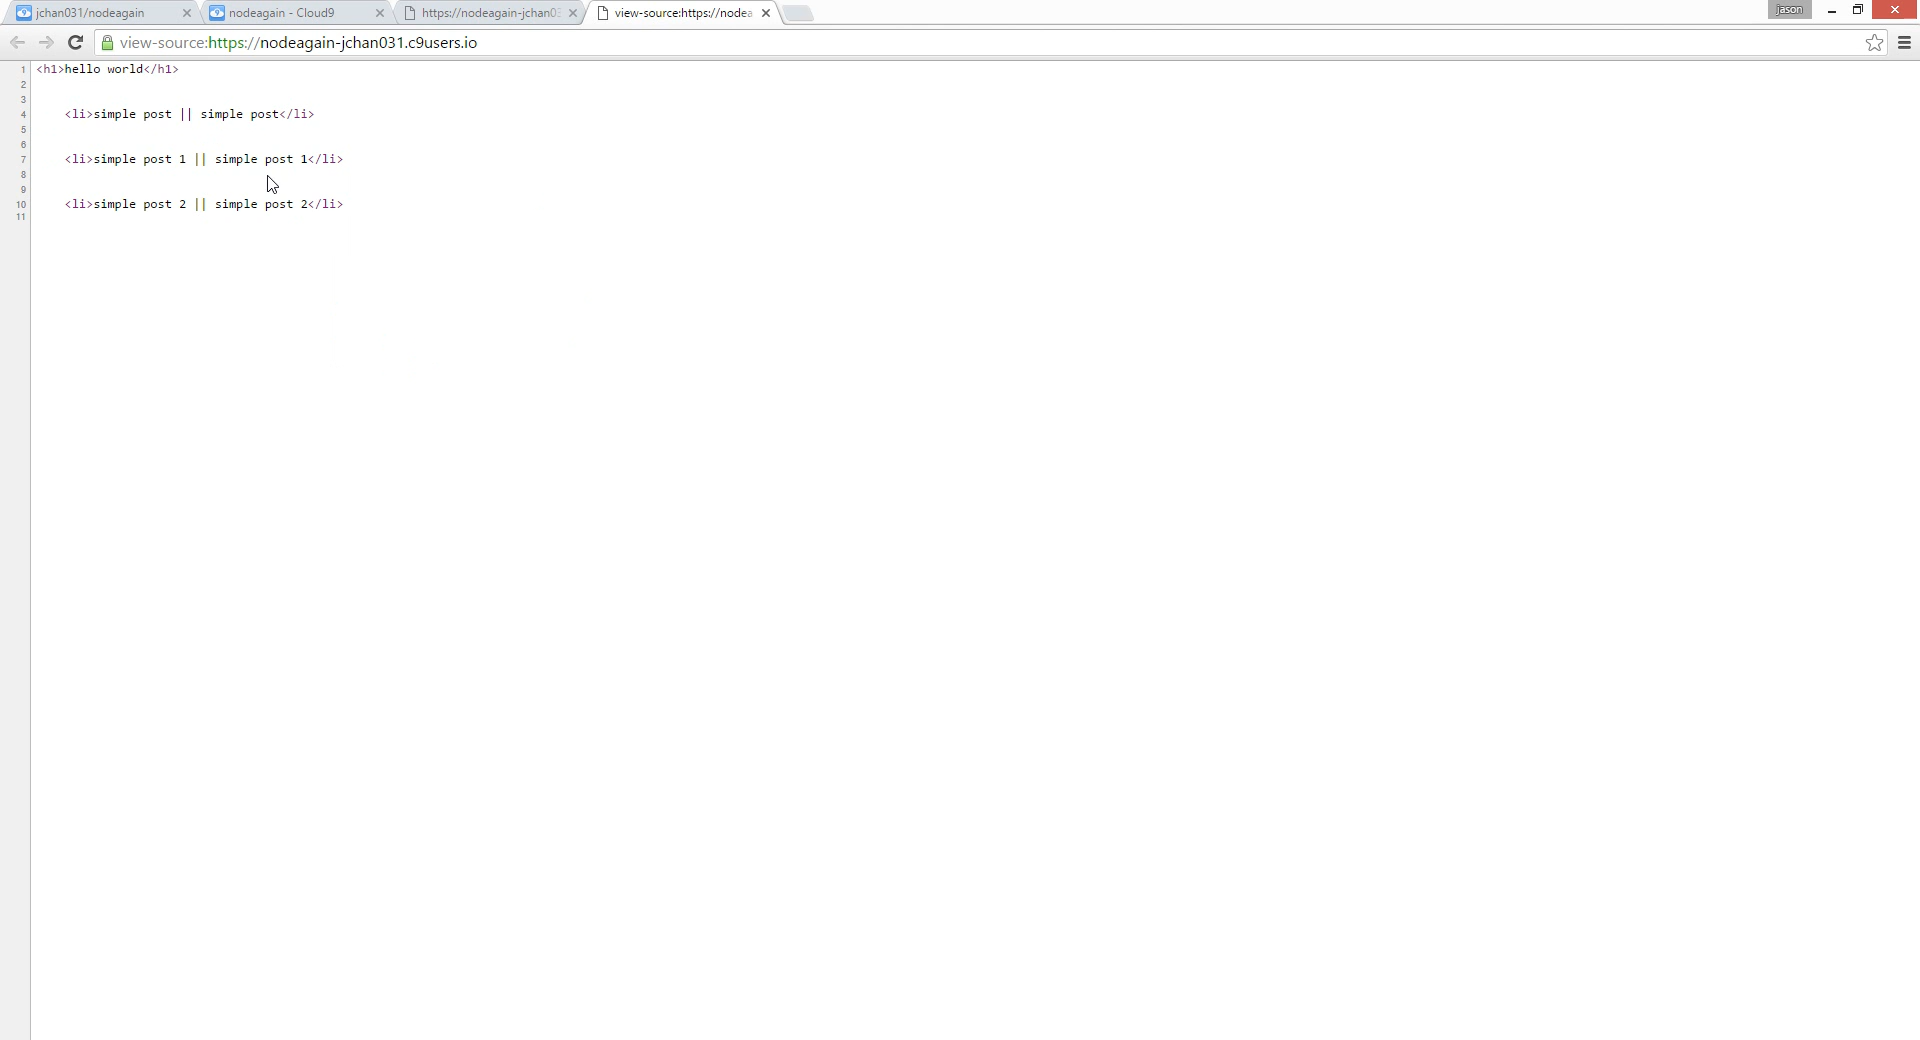 jchan031/nodeagain
nodeagain - Cloud9
https://nodeagain-jchan03
view-source:https://nodea
jason
view-source:https://nodeagain-jchan031.c9users.io
1 <h1>hello world</h1>
2
3
4 <li>simple post || simple post</li>
5
6
7 <li>simple post 1 || simple post 1</li>
8
9
10 <li>simple post 2 || simple post 2</li>
11